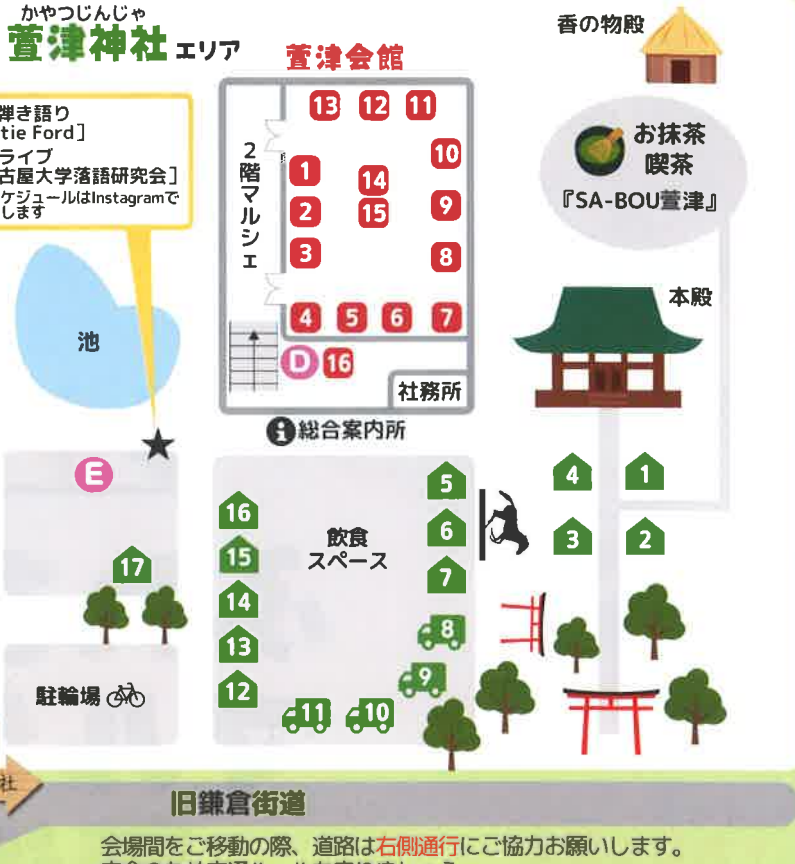 かやつじんじゃ
萱津神社 エリア
弾き語り
tie Ford］
ライブ
古屋大学落語研究会］
ケジュールはInstagramで
します
萱津会館
2階マルシェ
13 12 11
10
1
14
2
15
9
3
8
4 5 6 7
D 16
社務所
i 総合案内所
香の物殿
お抹茶
喫茶
『SA-BOU萱津』
本殿
池
E
17
駐輪場
飲食
スペース
16
15
14
13
12
11 10
5
6
7
8
9
4 1
3 2
社
旧鎌倉街道
会場間をご移動の際、道路は右側通行にご協力お願いします。